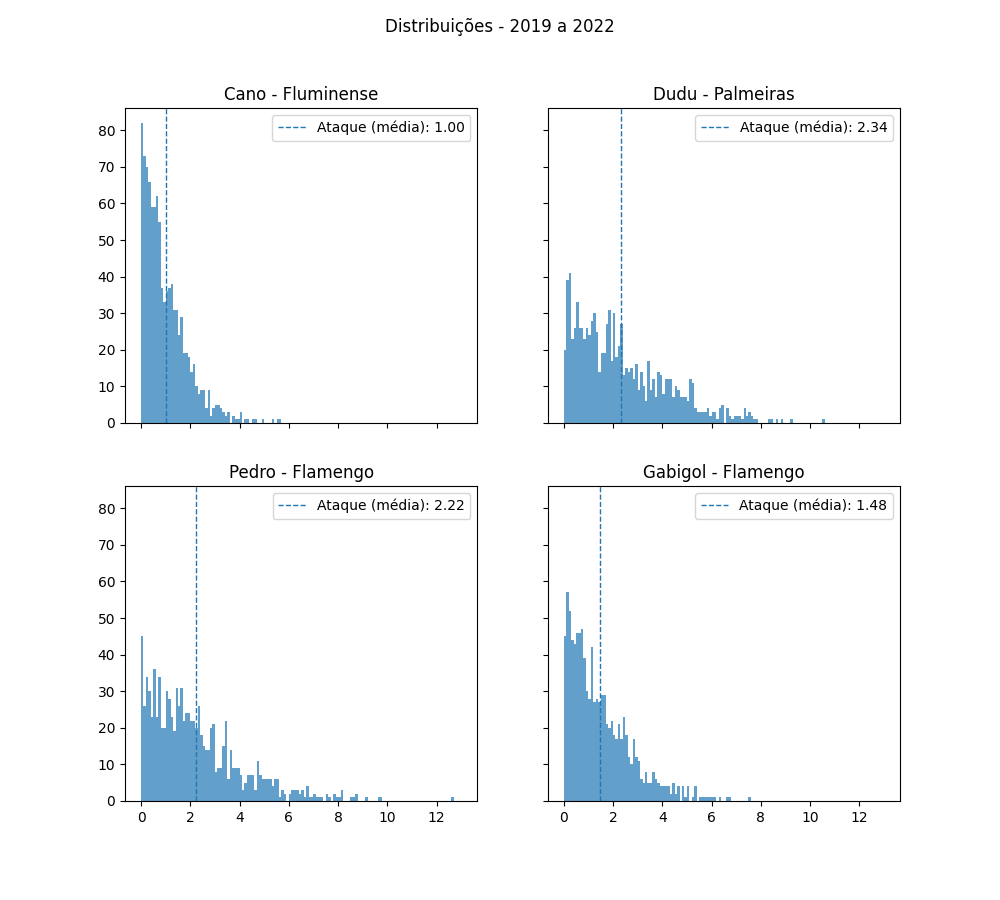 Distribuições - 2019 a 2022
Cano - Fluminense
Ataque (média): 1.00
80
70
60
50
40
30
20
10
0
Dudu - Palmeiras
Ataque (média): 2.34
Pedro - Flamengo
Ataque (média): 2.22
80
70
60
50
40
30
20
10
0
0 2 4 6 8 10 12
Gabigol - Flamengo
Ataque (média): 1.48
0 2 4 6 8 10 12